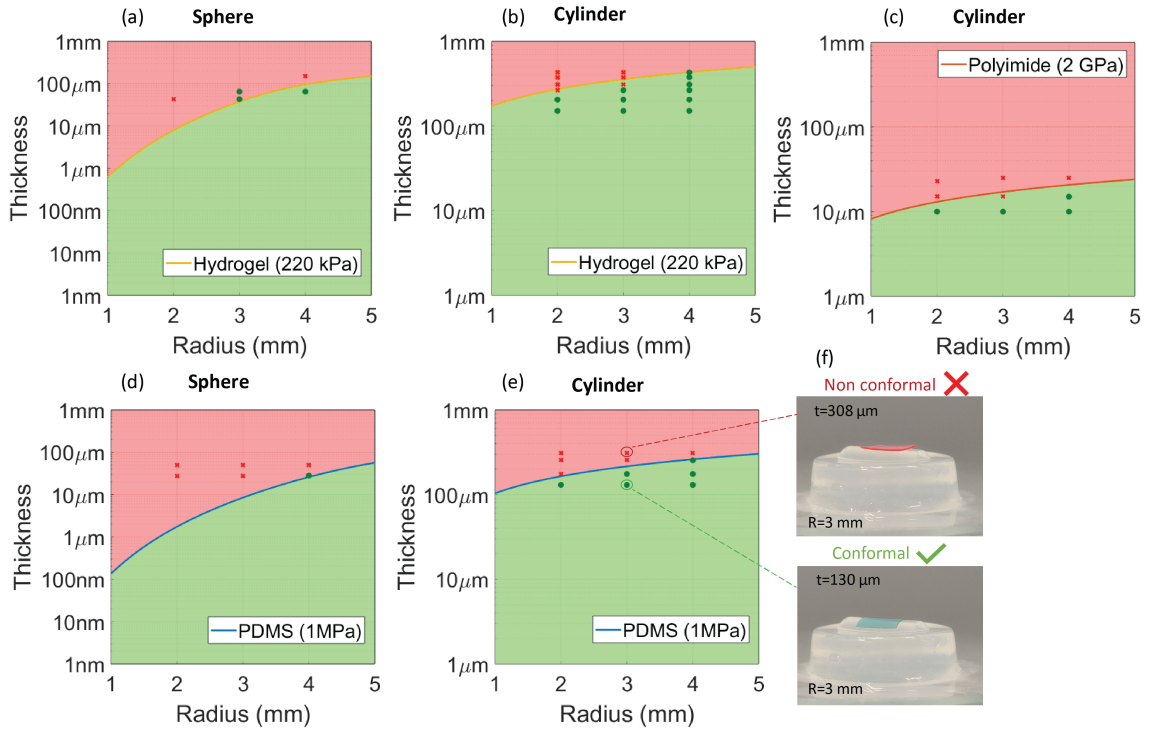 (a) Sphere
1mm
100μm
10μm
1μm
100nm
10nm
1nm
Thickness
Hydrogel (220 kPa)
1 2 3 4 5
Radius (mm)
(b) Cylinder
1mm
100μm
10μm
1μm
Thickness
Hydrogel (220 kPa)
1 2 3 4 5
Radius (mm)
(c) Cylinder
1mm
100μm
10μm
1μm
Thickness
Polyimide (2 GPa)
1 2 3 4 5
Radius (mm)
(d) Sphere
1mm
100μm
10μm
1μm
100nm
10nm
1nm
Thickness
PDMS (1MPa)
1 2 3 4 5
Radius (mm)
(e) Cylinder
1mm
100μm
10μm
1μm
Thickness
PDMS (1MPa)
1 2 3 4 5
Radius (mm)
(f)
Non conformal
t=308 μm
R=3 mm
Conformal
t=130 μm
R=3 mm